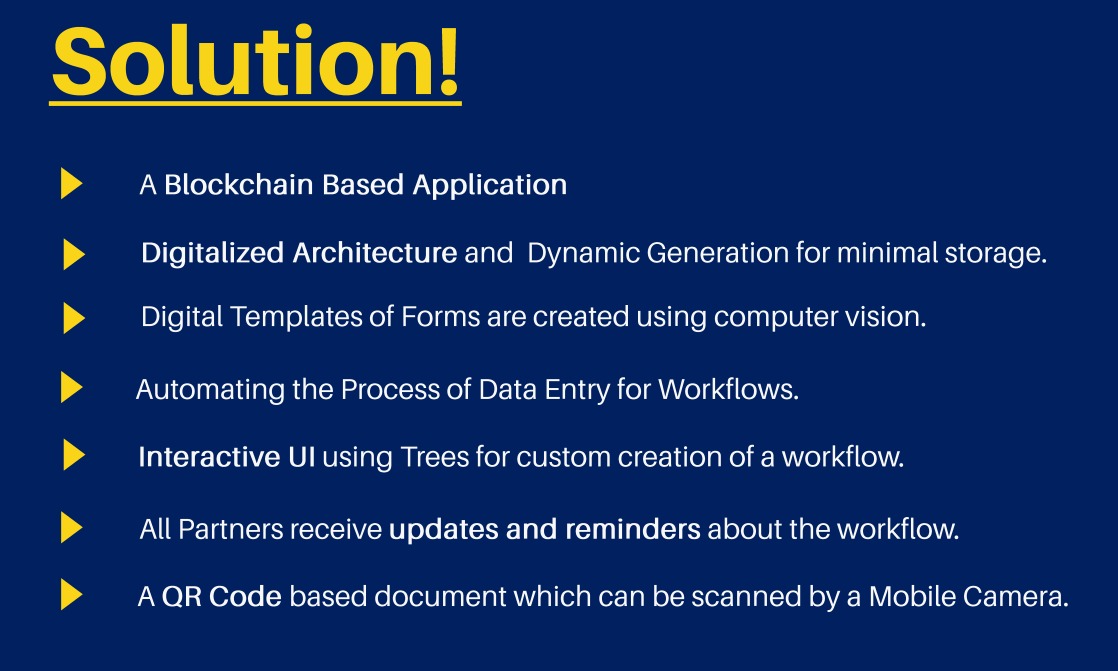 Solution!
A Blockchain Based Application
Digitalized Architecture and  Dynamic Generation for minimal storage.
Digital Templates of Forms are created using computer vision.
Automating the Process of Data Entry for Workflows.
Interactive UI using Trees for custom creation of a workflow.
All Partners receive updates and reminders about the workflow.
A QR Code based document which can be scanned by a Mobile Camera.